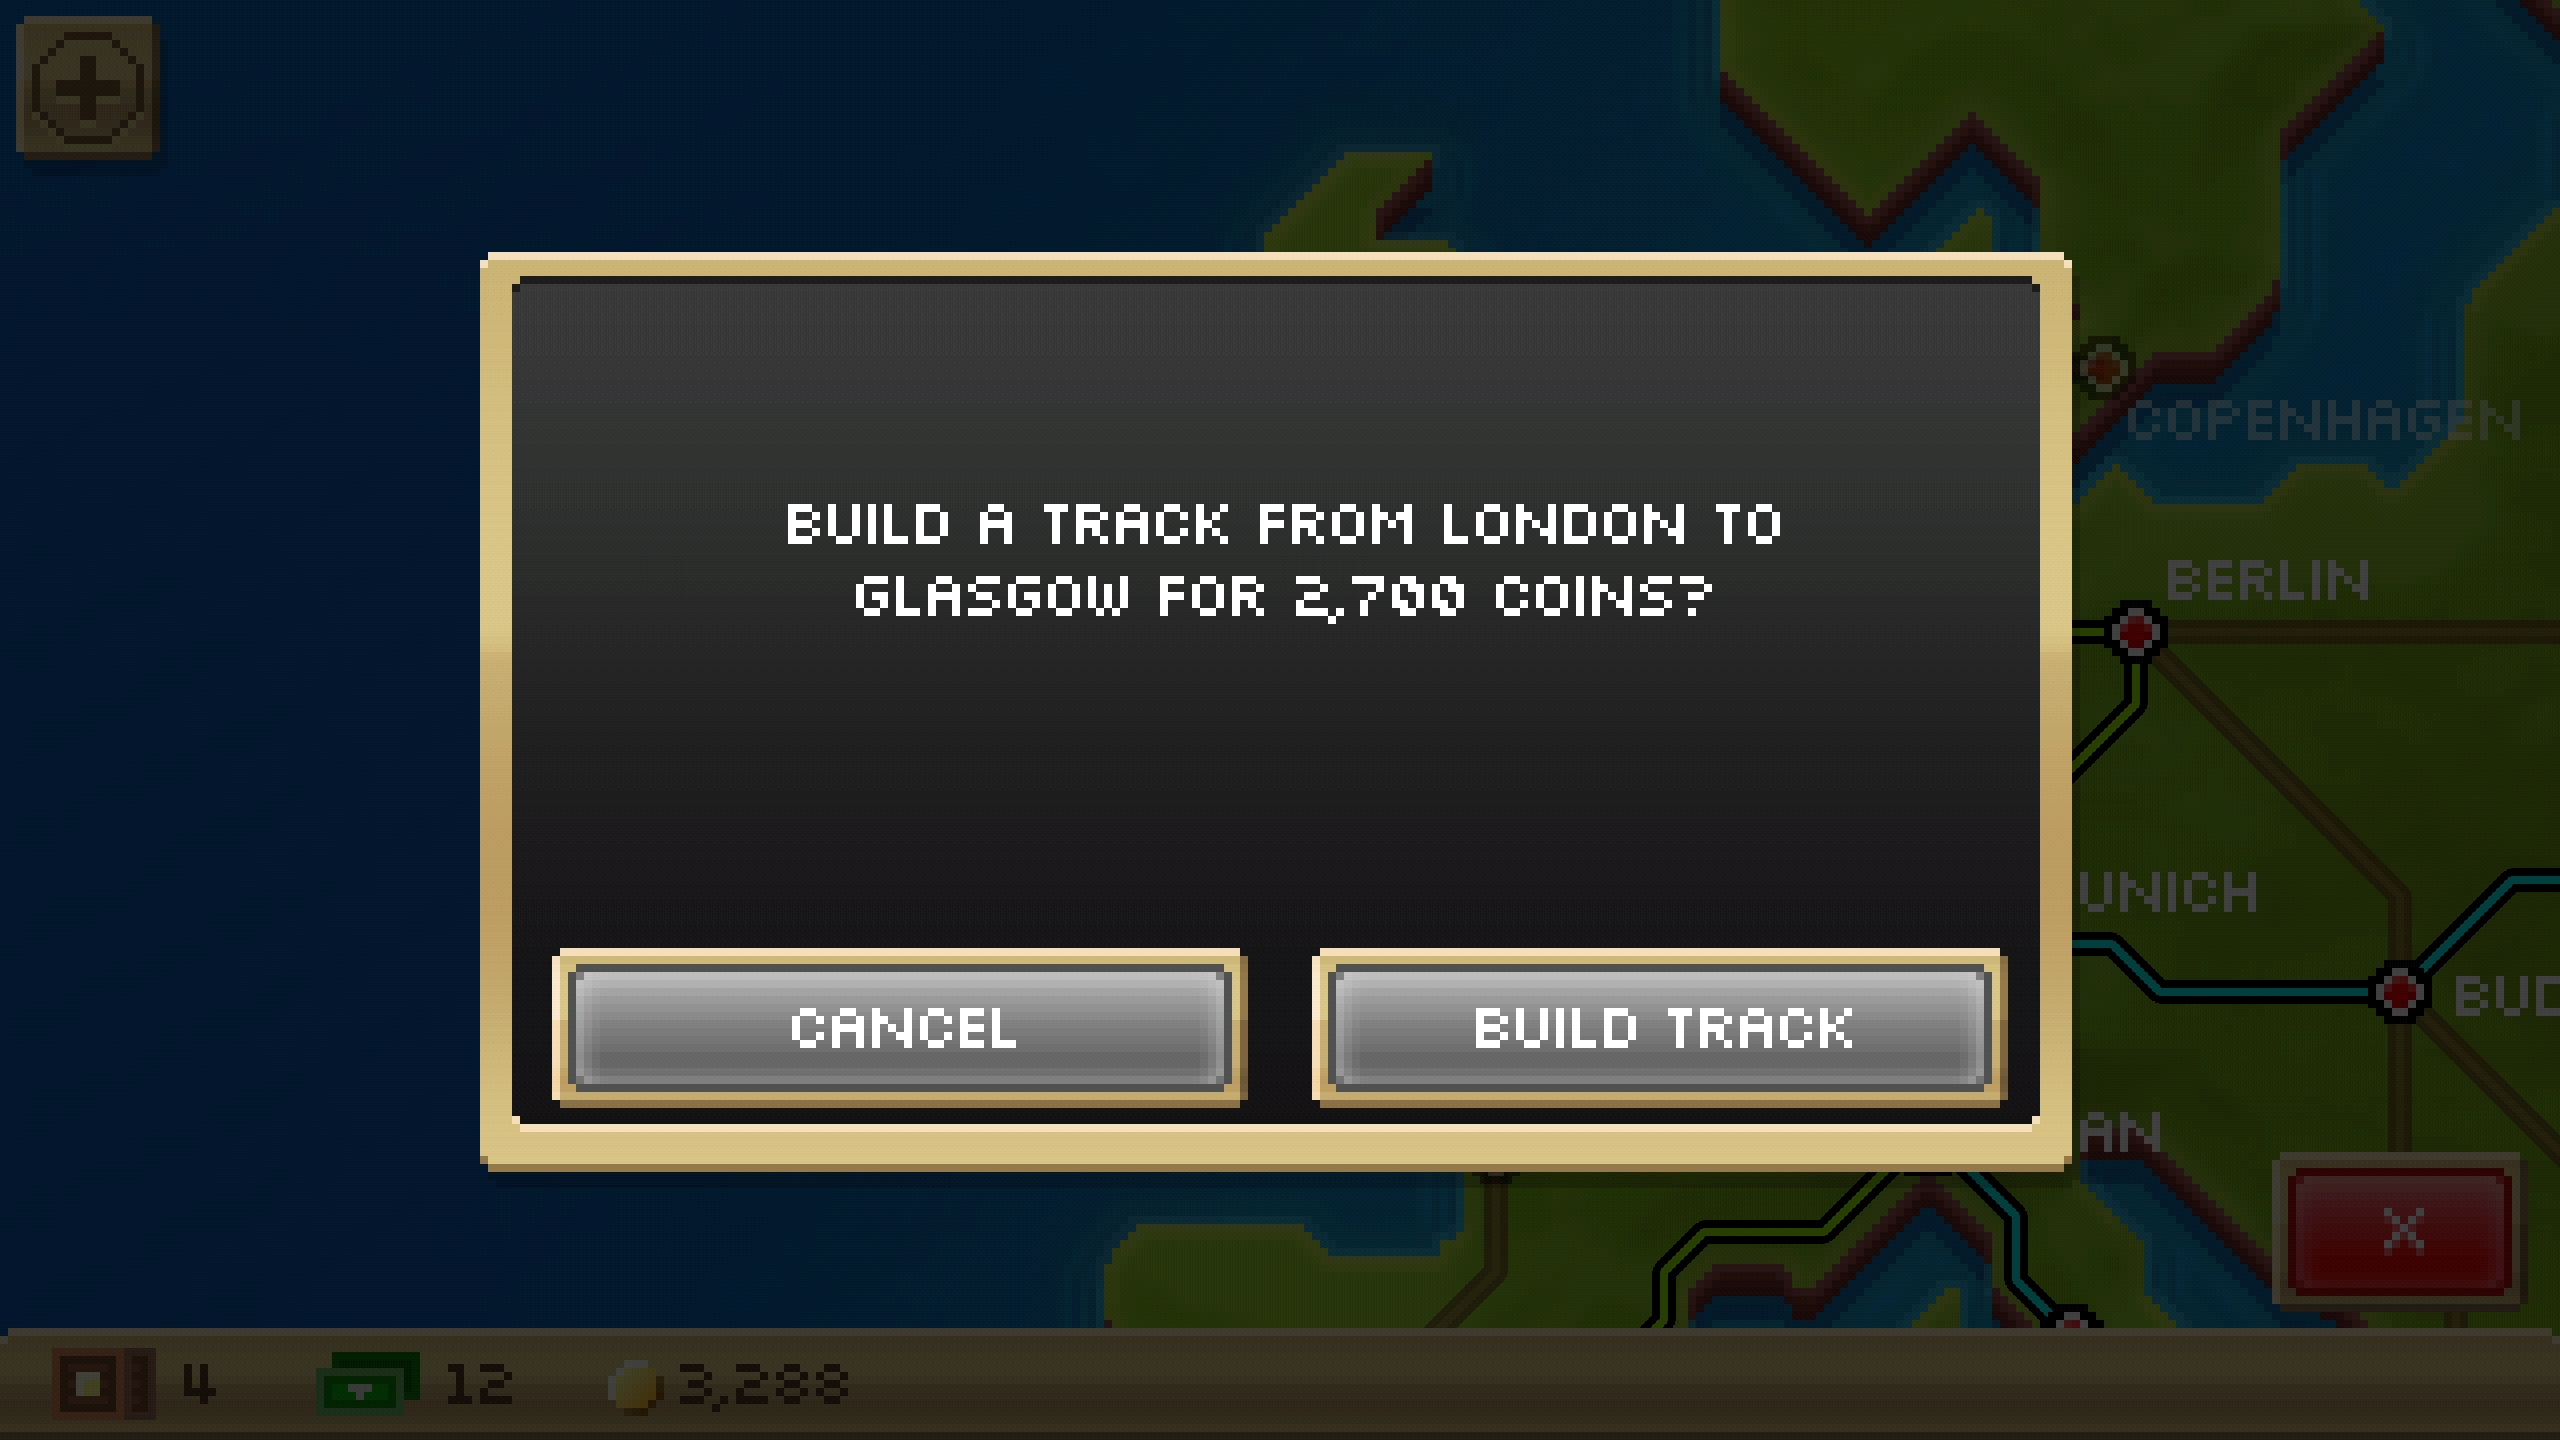 COPENHAGEN
BUILD A TRACK FROM LONDON TO
GLASGOW FOR 2,700 COINS?
BERLIN
UNICH
BUD
CANCEL
BUILD TRACK
AN
X
4
12
3,288